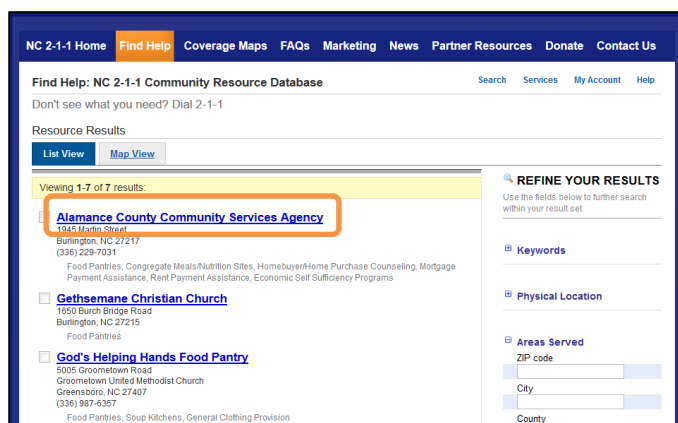 NC 2-1-1 Home Find Help Coverage Maps FAQs Marketing News Partner Resources Donate Contact Us
Find Help: NC 2-1-1 Community Resource Database
Search Services My Account Help
Don't see what you need? Dial 2-1-1
Resource Results
List View Map View
Viewing 1-7 of 7 results:
Alamance County Community Services Agency
1945 Martin Street
Burlington, NC 27217
(336) 229-7031
Food Pantries, Congregate Meals/Nutrition Sites, Homebuyer/Home Purchase Counseling, Mortgage
Payment Assistance, Rent Payment Assistance, Economic Self Sufficiency Programs
Gethsemane Christian Church
1650 Burch Bridge Road
Burlington, NC 27215
Food Pantries
God's Helping Hands Food Pantry
5005 Groometown Road
Groometown United Methodist Church
Greensboro, NC 27407
(336) 987-6357
Food Pantries, Soup Kitchens, General Clothing Provision
REFINE YOUR RESULTS
Use the fields below to further search
within your result set.
Keywords
Physical Location
Areas Served
ZIP code
City
County